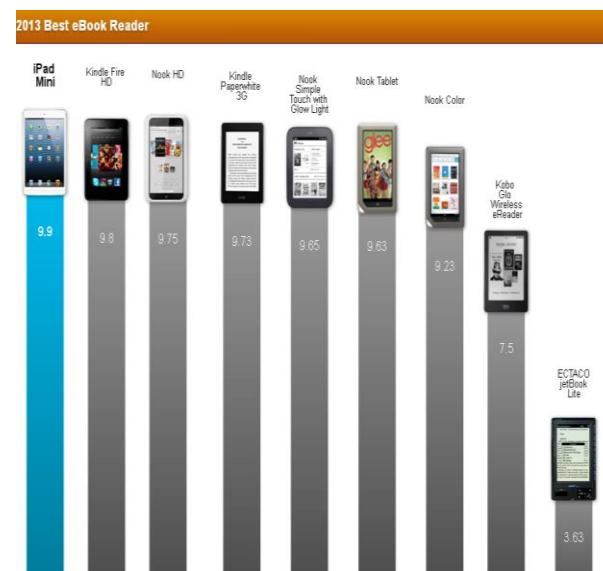 2013 Best eBook Reader
iPad
Mini
Kindle Fire
HD
Nook HD
Kindle
Paperwhite
3G
Nook
Simple
Touch with
Glow Light
Nook Tablet
Nook Color
Kobo
Glo
Wireless
eReader
ECTACO
jetBook
Lite
glee
9.9
9.8
9.75
9.73
9.65
9.63
9.23
7.5
3.63